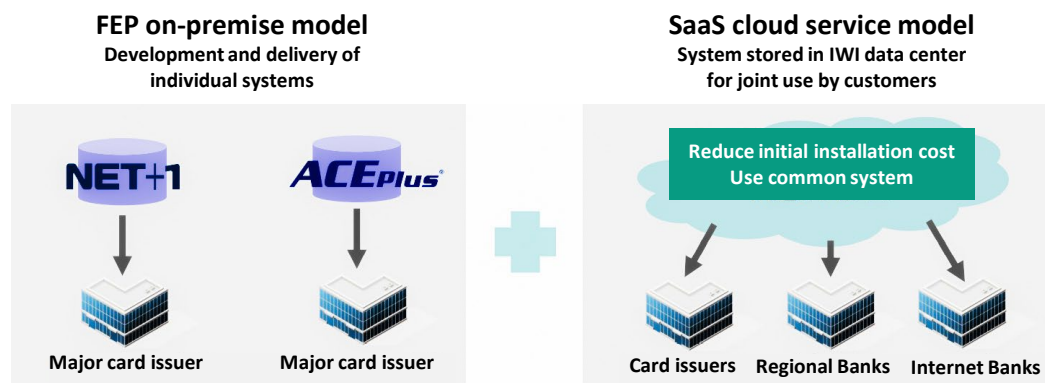 FEP on-premise model
Development and delivery of
individual systems
NET+1
ACEPlus®
Major card issuer
Major card issuer
SaaS cloud service model
System stored in IWI data center
for joint use by customers
Reduce initial installation cost
Use common system
Card issuers
Regional Banks
Internet Banks